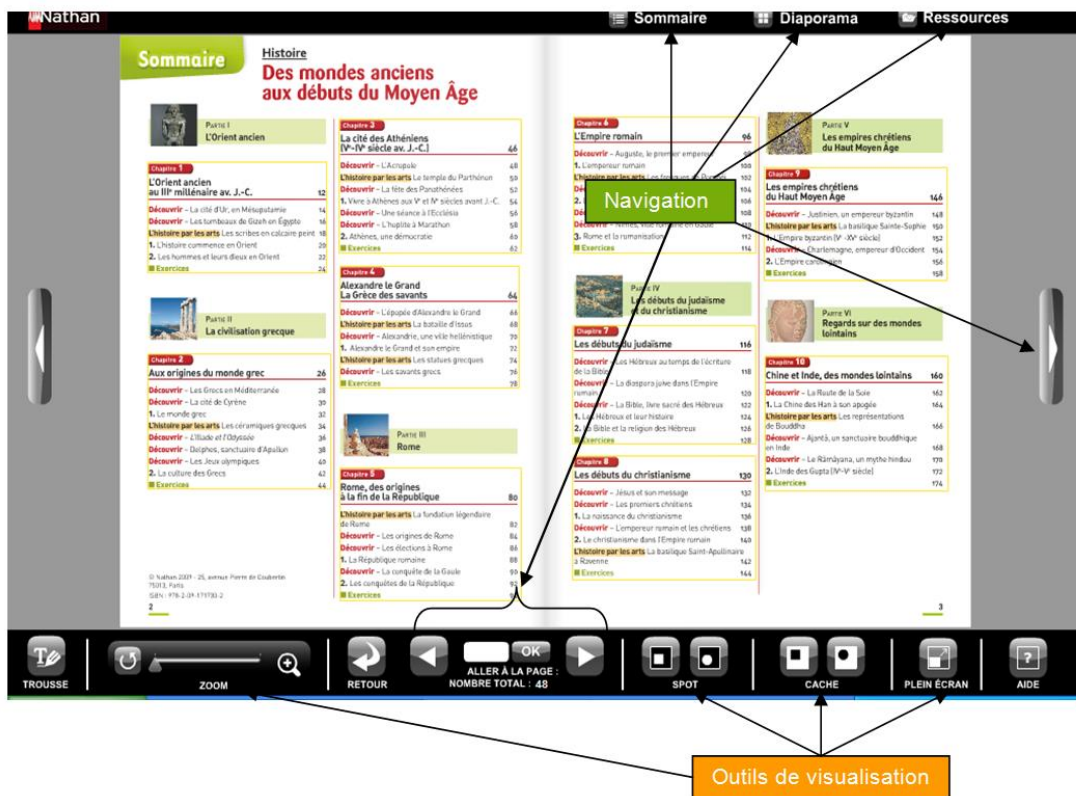 Nathan
Sommaire
Diaporama
Ressources
Sommaire
Histoire
Des mondes anciens
aux débuts du Moyen Âge
PARTIE I
L'Orient ancien
Chapitre 1
L'Orient ancien
au IIIᵉ millénaire av. J.-C. 12
Découvrir – La cité d'Ur, en Mésopotamie 14
Découvrir – Les tombeaux de Gizeh en Égypte 16
L'histoire par les arts Les scribes en calcaire peint 18
1. L'histoire commence en Orient 20
2. Les hommes et leurs dieux en Orient 22
Exercices 24
PARTIE II
La civilisation grecque
Chapitre 2
Aux origines du monde grec 26
Découvrir – Les Grecs en Méditerranée 28
Découvrir – La cité de Cyrène 30
1. Le monde grec 32
L'histoire par les arts Les céramiques grecques 34
Découvrir – L'Iliade et l'Odyssée 36
Découvrir – Delphes, sanctuaire d'Apollon 38
Découvrir – Les Jeux olympiques 40
2. La culture des Grecs 42
Exercices 44
© Nathan 2009 - 25, avenue Pierre de Coubertin
75013, Paris
2
Chapitre 3
La cité des Athéniens
(Vᵉ-IVᵉ siècle av. J.-C.) 46
Découvrir – L'Acropole 48
L'histoire par les arts Le temple du Parthénon 50
Découvrir – La fête des Panathénées 52
1. Vivre à Athènes aux Vᵉ et IVᵉ siècles avant J.-C. 54
Découvrir – Une séance à l'Ecclésia 56
Découvrir – L'hoplite à Marathon 58
2. Athènes, une démocratie 60
Exercices 62
Chapitre 4
Alexandre le Grand
La Grèce des savants 64
Découvrir – L'épopée d'Alexandre le Grand 66
L'histoire par les arts La bataille d'Issos 68
Découvrir – Alexandrie, une ville hellénistique 70
1. Alexandre le Grand et son empire 72
L'histoire par les arts Les statues grecques 74
Découvrir – Les savants grecs 76
Exercices 78
PARTIE III
Rome
Chapitre 5
Rome, des origines
à la fin de la République 80
L'histoire par les arts La fondation légendaire
de Rome 82
Découvrir – Les origines de Rome 84
Découvrir – Les élections à Rome 86
1. La République romaine 88
Découvrir – La conquête de la Gaule 90
2. Les conquêtes de la République 92
Exercices
Chapitre 6
L'Empire romain 96
Découvrir – Auguste, le premier empereur
1. L'empereur romain 100
L'histoire par les arts 102
104
106
108
3. Rome et la romanisation 112
Exercices 114
PARTIE IV
Les débuts du judaïsme
et du christianisme
Chapitre 7
Les débuts du judaïsme 116
Découvrir – Les Hébreux au temps de l'écriture
de la Bible 118
Découvrir – La diaspora juive dans l'Empire
romain 120
Découvrir – La Bible, livre sacré des Hébreux 122
1. Les Hébreux et leur histoire 124
2. La Bible et la religion des Hébreux 126
Exercices 128
Chapitre 8
Les débuts du christianisme 130
Découvrir – Jésus et son message 132
Découvrir – Les premiers chrétiens 134
1. La naissance du christianisme 136
Découvrir – L'empereur romain et les chrétiens 138
2. Le christianisme dans l'Empire romain 140
L'histoire par les arts La basilique Saint-Apollinaire
à Ravenne 142
Exercices 144
PARTIE V
Les empires chrétiens
du Haut Moyen Âge
Chapitre 9
Les empires chrétiens
du Haut Moyen Âge 146
Découvrir – Justinien, un empereur byzantin 148
L'histoire par les arts La basilique Sainte-Sophie 150
1. L'Empire byzantin (Vᵉ-XVᵉ siècle) 152
Découvrir – Charlemagne, empereur d'Occident 154
2. L'Empire carolingien 156
Exercices 158
PARTIE VI
Regards sur des mondes
lointains
Chapitre 10
Chine et Inde, des mondes lointains 160
Découvrir – La Route de la Soie 162
1. La Chine des Han à son apogée 164
L'histoire par les arts Les représentations
de Bouddha 166
Découvrir – Ajantâ, un sanctuaire bouddhique
en Inde 168
Découvrir – Le Râmâyana, un mythe hindou 170
2. L'Inde des Gupta (IVᵉ-Vᵉ siècle) 172
Exercices 174
3
Navigation
TROUSSE
ZOOM
RETOUR
OK
ALLER À LA PAGE :
NOMBRE TOTAL : 48
SPOT
CACHE
PLEIN ÉCRAN
?
AIDE
Outils de visualisation